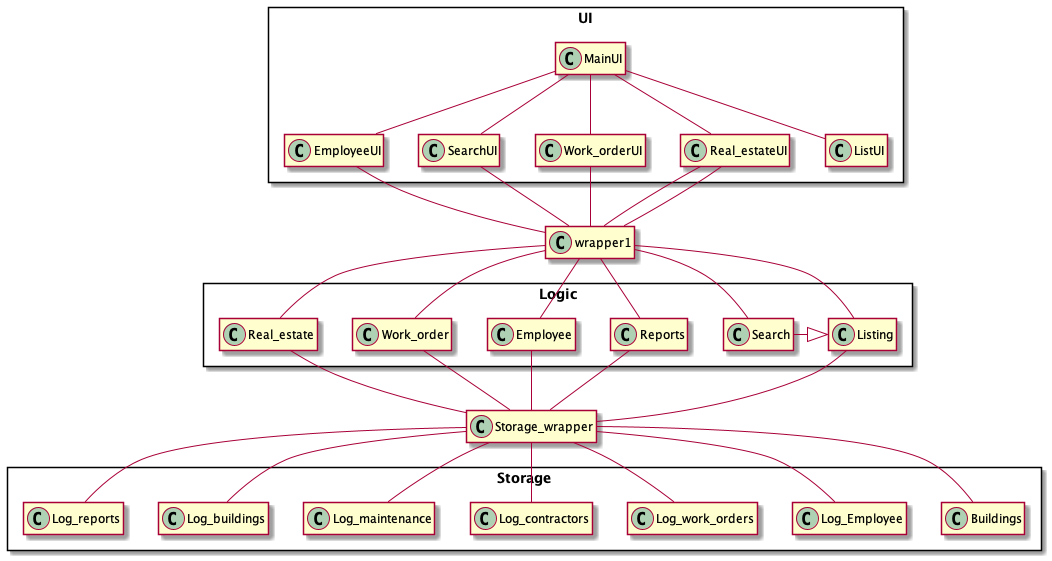 UI
C MainUI
C EmployeeUI C SearchUI C Work_orderUI C Real_estateUI C ListUI
C wrapper1
Logic
C Real_estate C Work_order C Employee C Reports C Search C Listing
C Storage_wrapper
Storage
C Log_reports C Log_buildings C Log_maintenance C Log_contractors C Log_work_orders C Log_Employee C Buildings